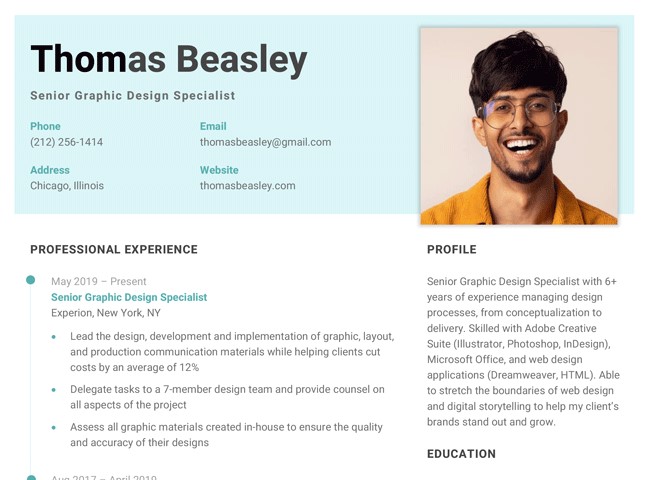 Thomas Beasley
Senior Graphic Design Specialist
Phone
(212) 256-1414
Email
thomasbeasley@gmail.com
Address
Chicago, Illinois
Website
thomasbeasley.com
PROFESSIONAL EXPERIENCE
May 2019 – Present
Senior Graphic Design Specialist
Experion, New York, NY
• Lead the design, development and implementation of graphic, layout,
and production communication materials while helping clients cut
costs by an average of 12%
• Delegate tasks to a 7-member design team and provide counsel on
all aspects of the project
• Assess all graphic materials created in-house to ensure the quality
and accuracy of their designs
Aug 2017 – April 2019
PROFILE
Senior Graphic Design Specialist with 6+
years of experience managing design
processes, from conceptualization to
delivery. Skilled with Adobe Creative
Suite (Illustrator, Photoshop, InDesign),
Microsoft Office, and web design
applications (Dreamweaver, HTML). Able
to stretch the boundaries of web design
and digital storytelling to help my client's
brands stand out and grow.
EDUCATION